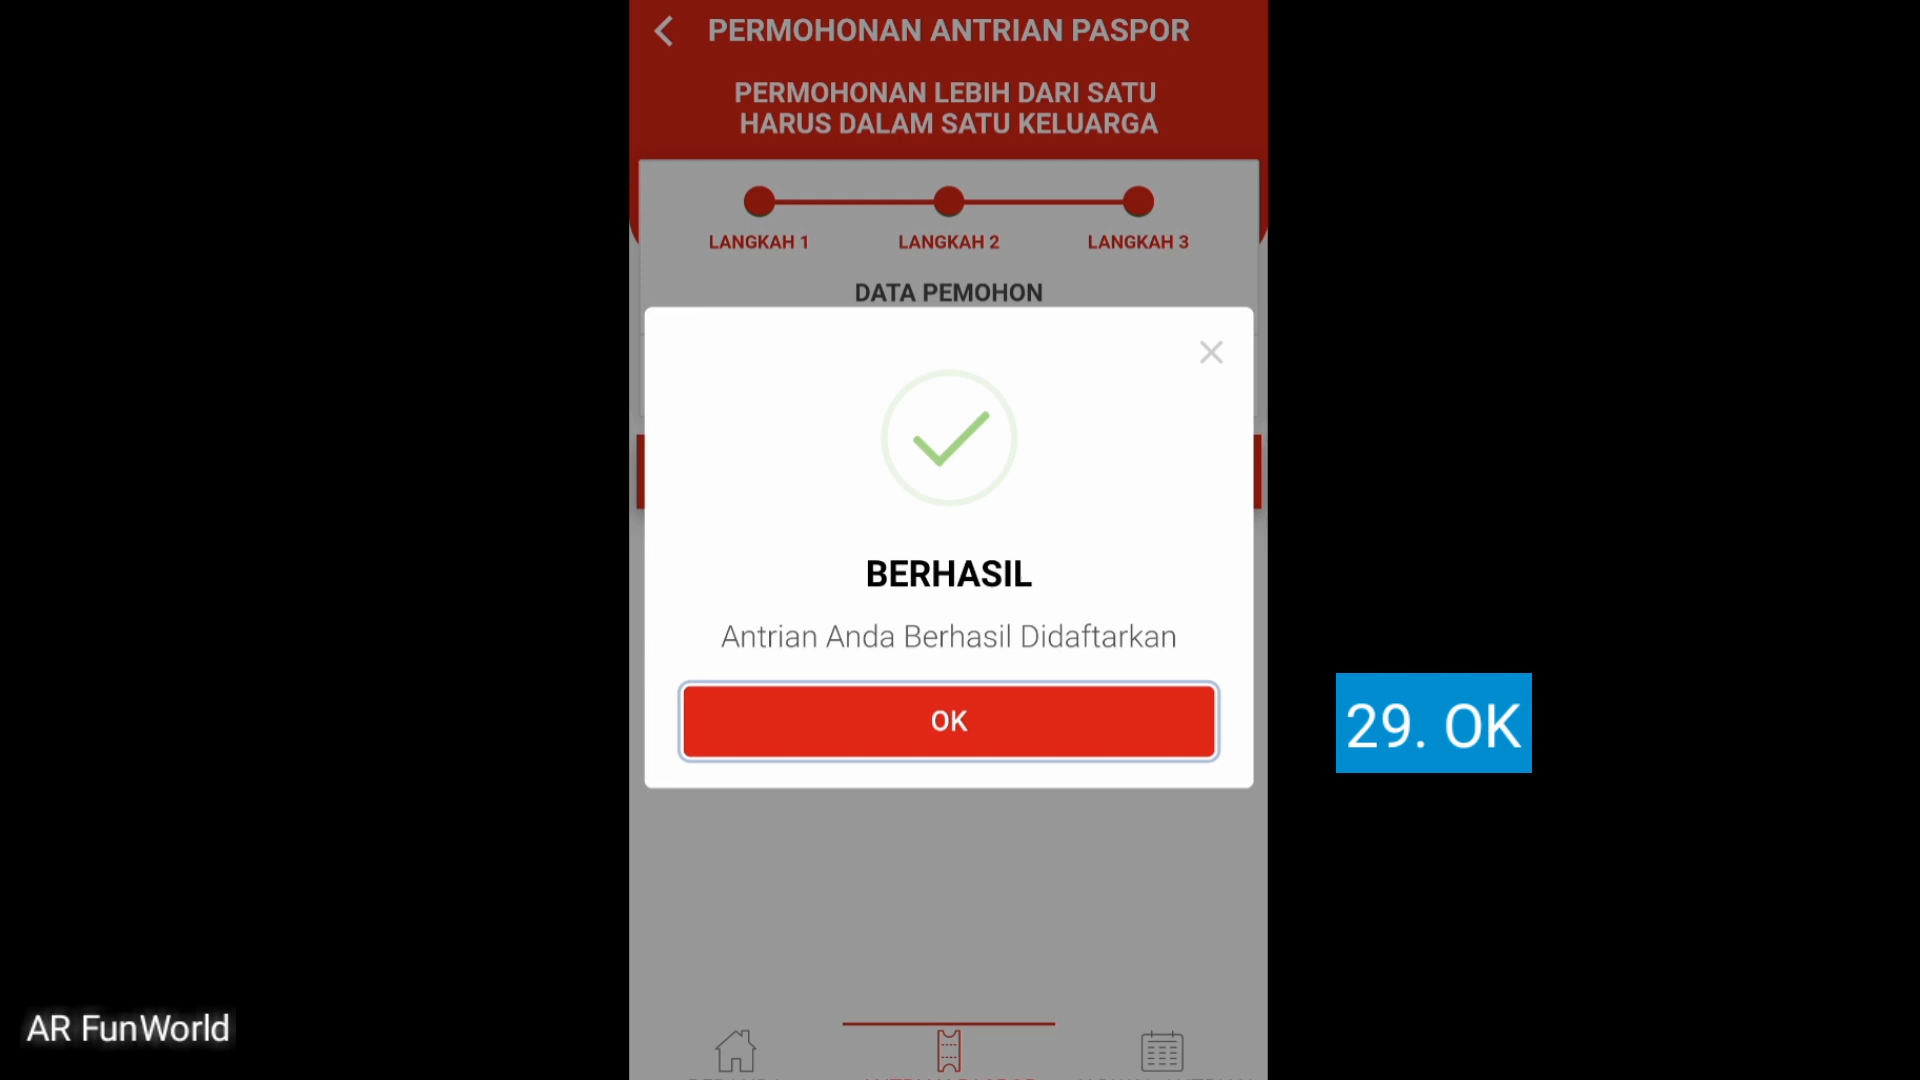 PERMOHONAN ANTRIAN PASPOR
PERMOHONAN LEBIH DARI SATU
HARUS DALAM SATU KELUARGA
LANGKAH 1
LANGKAH 2
LANGKAH 3
DATA PEMOHON
BERHASIL
Antrian Anda Berhasil Didaftarkan
OK
29. OK
AR FunWorld